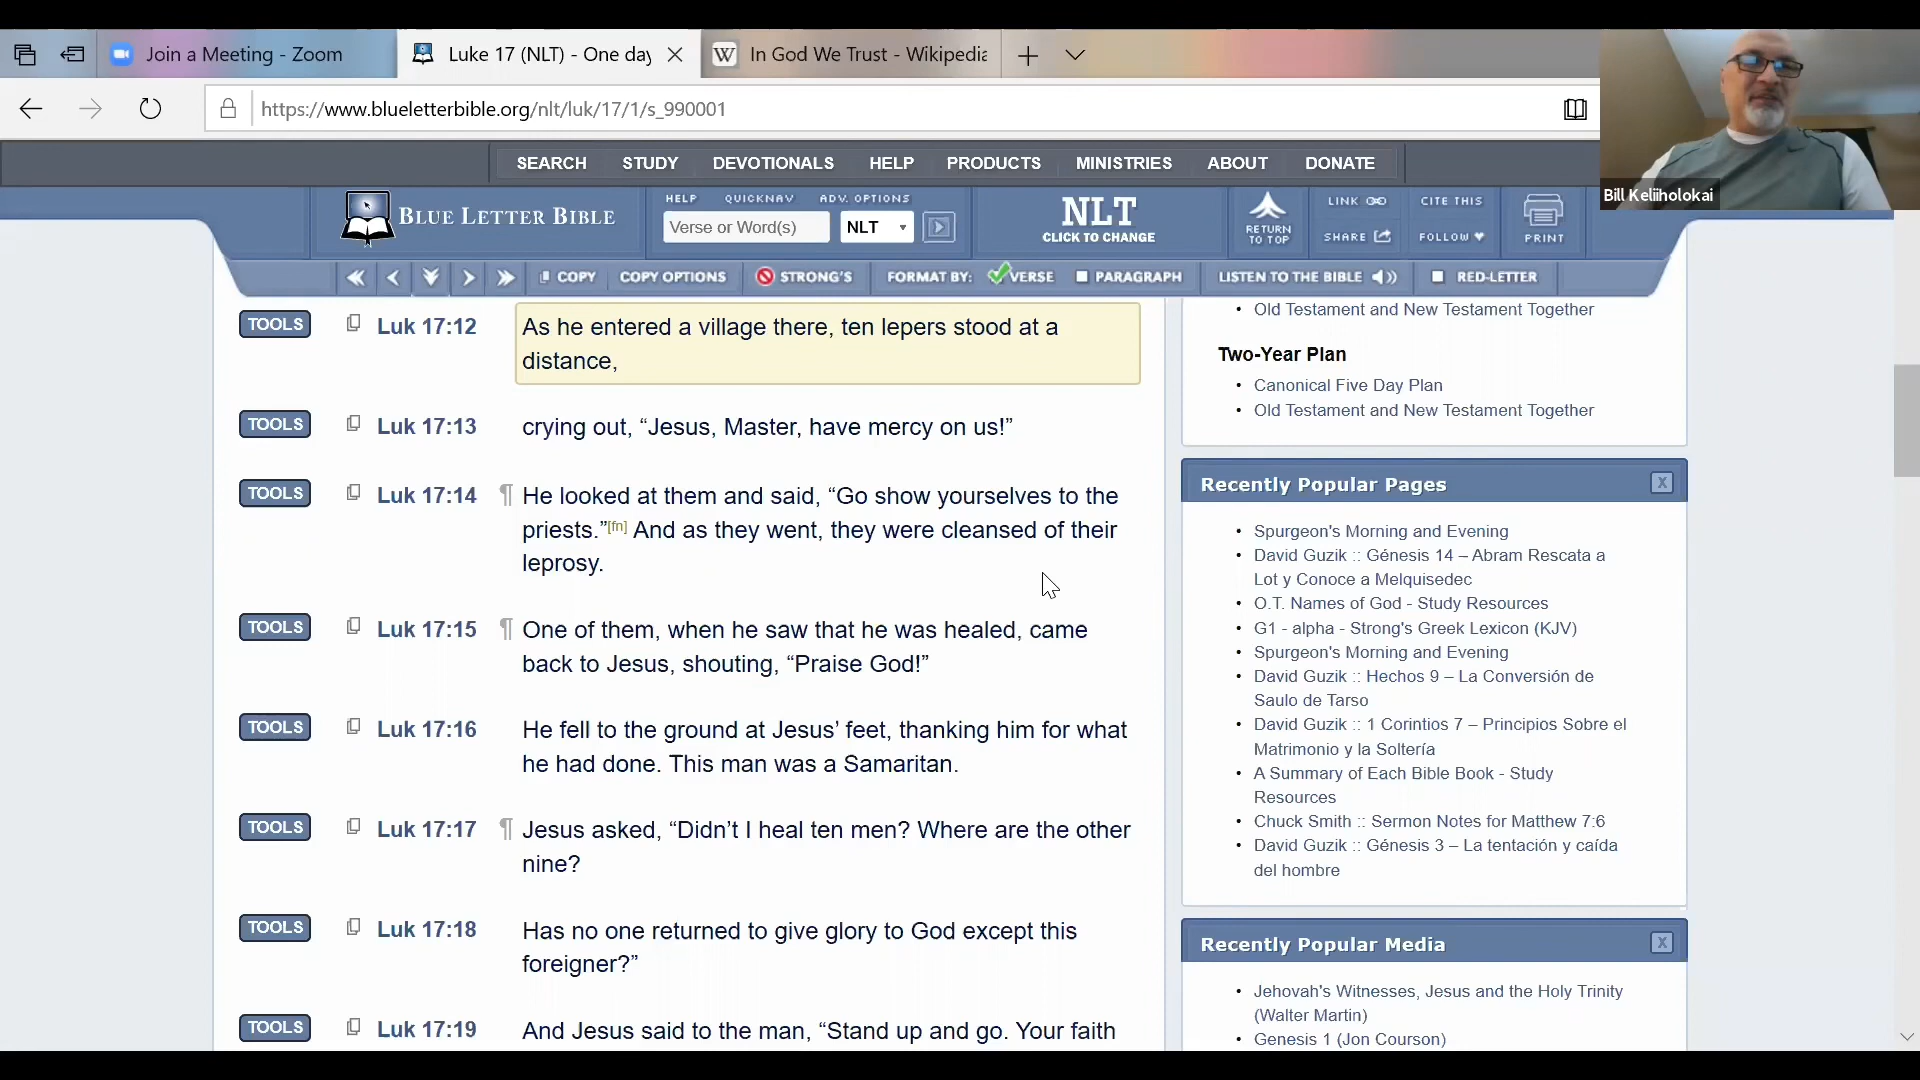 Join a Meeting - Zoom
Luke 17 (NLT) - One day
In God We Trust - Wikipedia
https://www.blueletterbible.org/nlt/luk/17/1/s_990001
Bill Keliiholokai
SEARCH STUDY DEVOTIONALS HELP PRODUCTS MINISTRIES ABOUT DONATE
BLUE LETTER BIBLE
HELP QUICKNAV ADV. OPTIONS
Verse or Word(s) NLT
NLT
CLICK TO CHANGE
RETURN
TO TOP
LINK
SHARE
CITE THIS
FOLLOW
PRINT
COPY COPY OPTIONS STRONG'S FORMAT BY: VERSE PARAGRAPH LISTEN TO THE BIBLE RED-LETTER
TOOLS Luk 17:12 As he entered a village there, ten lepers stood at a
distance,
TOOLS Luk 17:13 crying out, “Jesus, Master, have mercy on us!”
TOOLS Luk 17:14 ¶ He looked at them and said, “Go show yourselves to the
priests.”[fn] And as they went, they were cleansed of their
leprosy.
TOOLS Luk 17:15 ¶ One of them, when he saw that he was healed, came
back to Jesus, shouting, “Praise God!”
TOOLS Luk 17:16 He fell to the ground at Jesus’ feet, thanking him for what
he had done. This man was a Samaritan.
TOOLS Luk 17:17 ¶ Jesus asked, “Didn’t I heal ten men? Where are the other
nine?
TOOLS Luk 17:18 Has no one returned to give glory to God except this
foreigner?”
TOOLS Luk 17:19 And Jesus said to the man, “Stand up and go. Your faith
• Old Testament and New Testament Together
Two-Year Plan
• Canonical Five Day Plan
• Old Testament and New Testament Together
Recently Popular Pages X
• Spurgeon's Morning and Evening
• David Guzik :: Génesis 14 – Abram Rescata a
Lot y Conoce a Melquisedec
• O.T. Names of God - Study Resources
• G1 - alpha - Strong's Greek Lexicon (KJV)
• Spurgeon's Morning and Evening
• David Guzik :: Hechos 9 – La Conversión de
Saulo de Tarso
• David Guzik :: 1 Corintios 7 – Principios Sobre el
Matrimonio y la Soltería
• A Summary of Each Bible Book - Study
Resources
• Chuck Smith :: Sermon Notes for Matthew 7:6
• David Guzik :: Génesis 3 – La tentación y caída
del hombre
Recently Popular Media X
• Jehovah's Witnesses, Jesus and the Holy Trinity
(Walter Martin)
• Genesis 1 (Jon Courson)